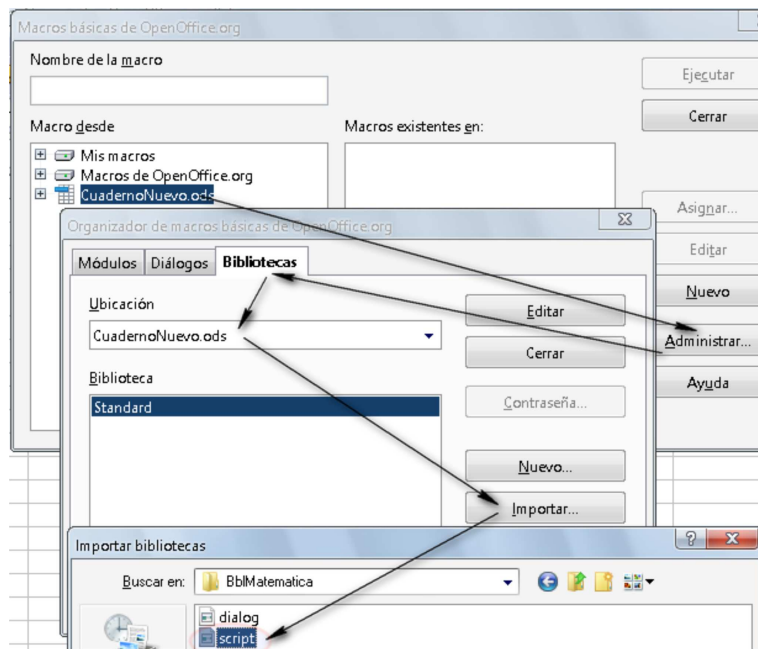 Macros básicas de OpenOffice.org
Nombre de la macro
Ejecutar
Cerrar
Macro desde
Macros existentes en:
Mis macros
Macros de OpenOffice.org
CuadernoNuevo.ods
Asignar...
Editar
Nuevo
Administrar...
Ayuda
Organizador de macros básicas de OpenOffice.org
Módulos Diálogos Bibliotecas
Ubicación
CuadernoNuevo.ods
Biblioteca
Standard
Editar
Cerrar
Contraseña...
Nuevo...
Importar...
Importar bibliotecas
Buscar en: BblMatematica
dialog
script